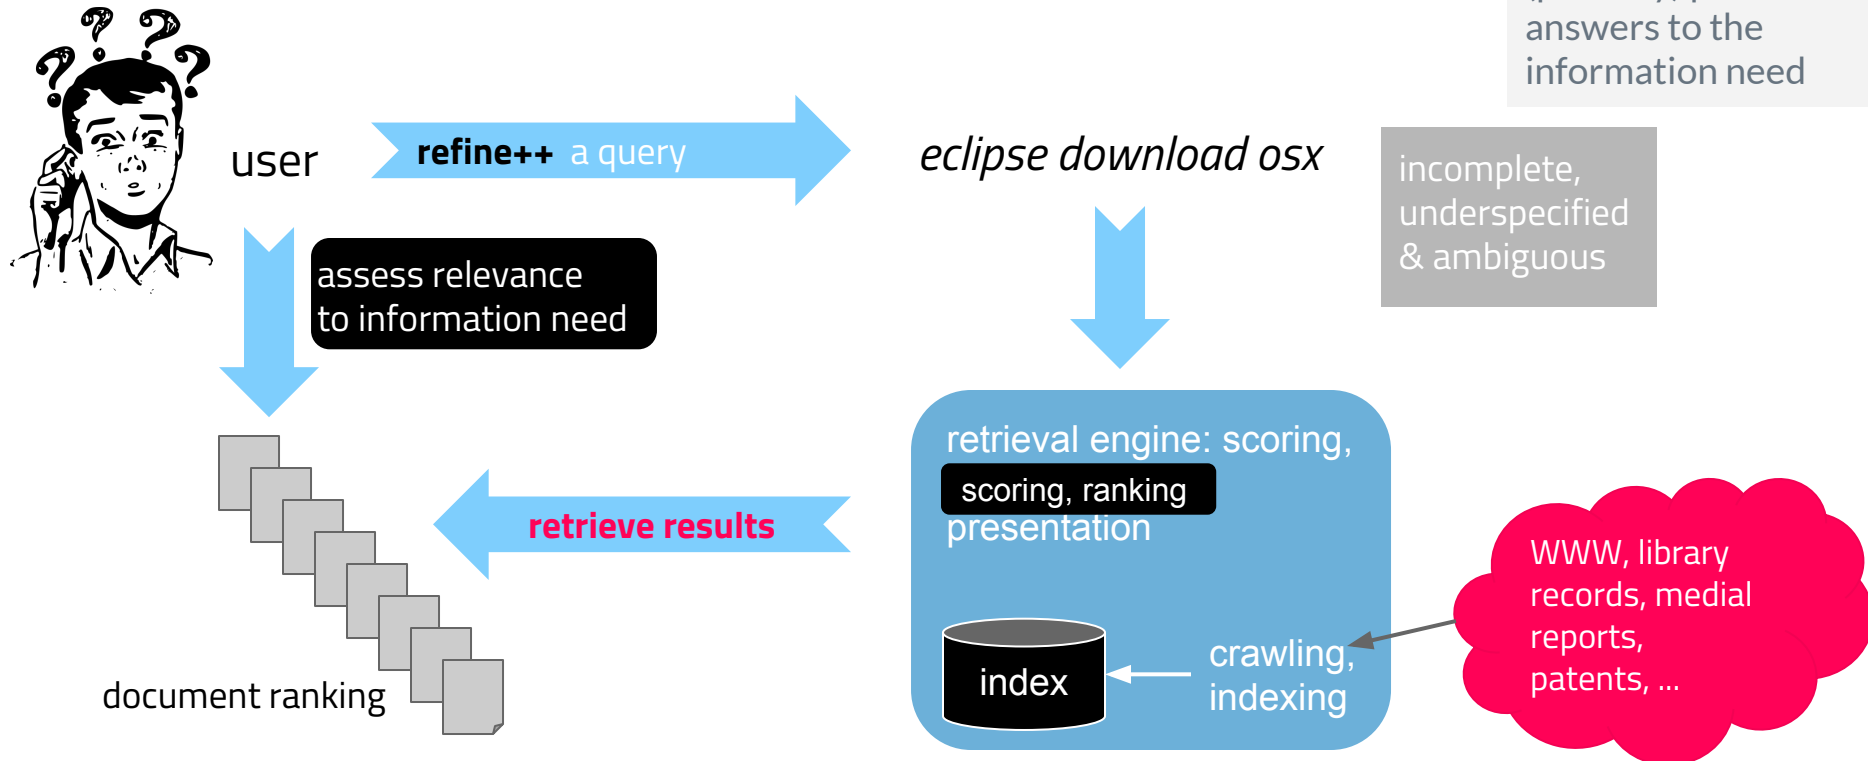 answers to the
information need
user
refine++ a query
eclipse download osx
incomplete,
underspecified
& ambiguous
assess relevance
to information need
retrieval engine: scoring,
scoring, ranking
presentation
retrieve results
WWW, library
records, medial
reports,
patents, ...
crawling,
indexing
index
document ranking